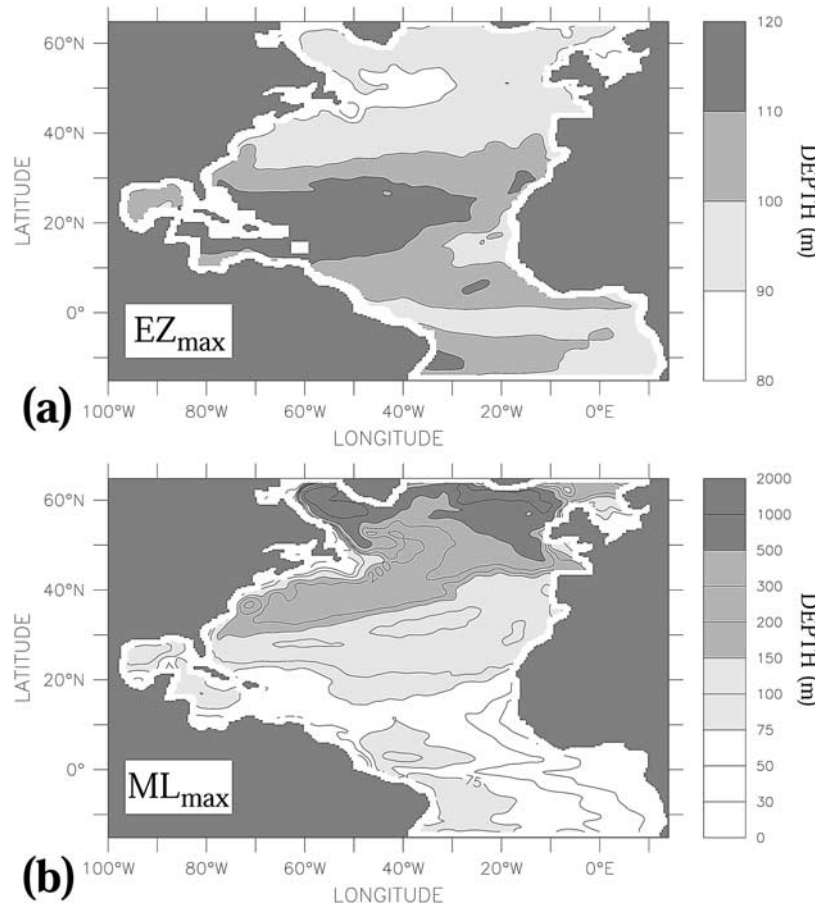 60°N
40°N
20°N
0°
LATITUDE
EZmax
(a)
100°W 80°W 60°W 40°W 20°W 0°E
LONGITUDE
120
110
100
90
80
DEPTH (m)
60°N
40°N
20°N
0°
LATITUDE
200
75
MLmax
(b)
100°W 80°W 60°W 40°W 20°W 0°E
LONGITUDE
2000
1000
500
300
200
150
100
75
50
30
0
DEPTH (m)